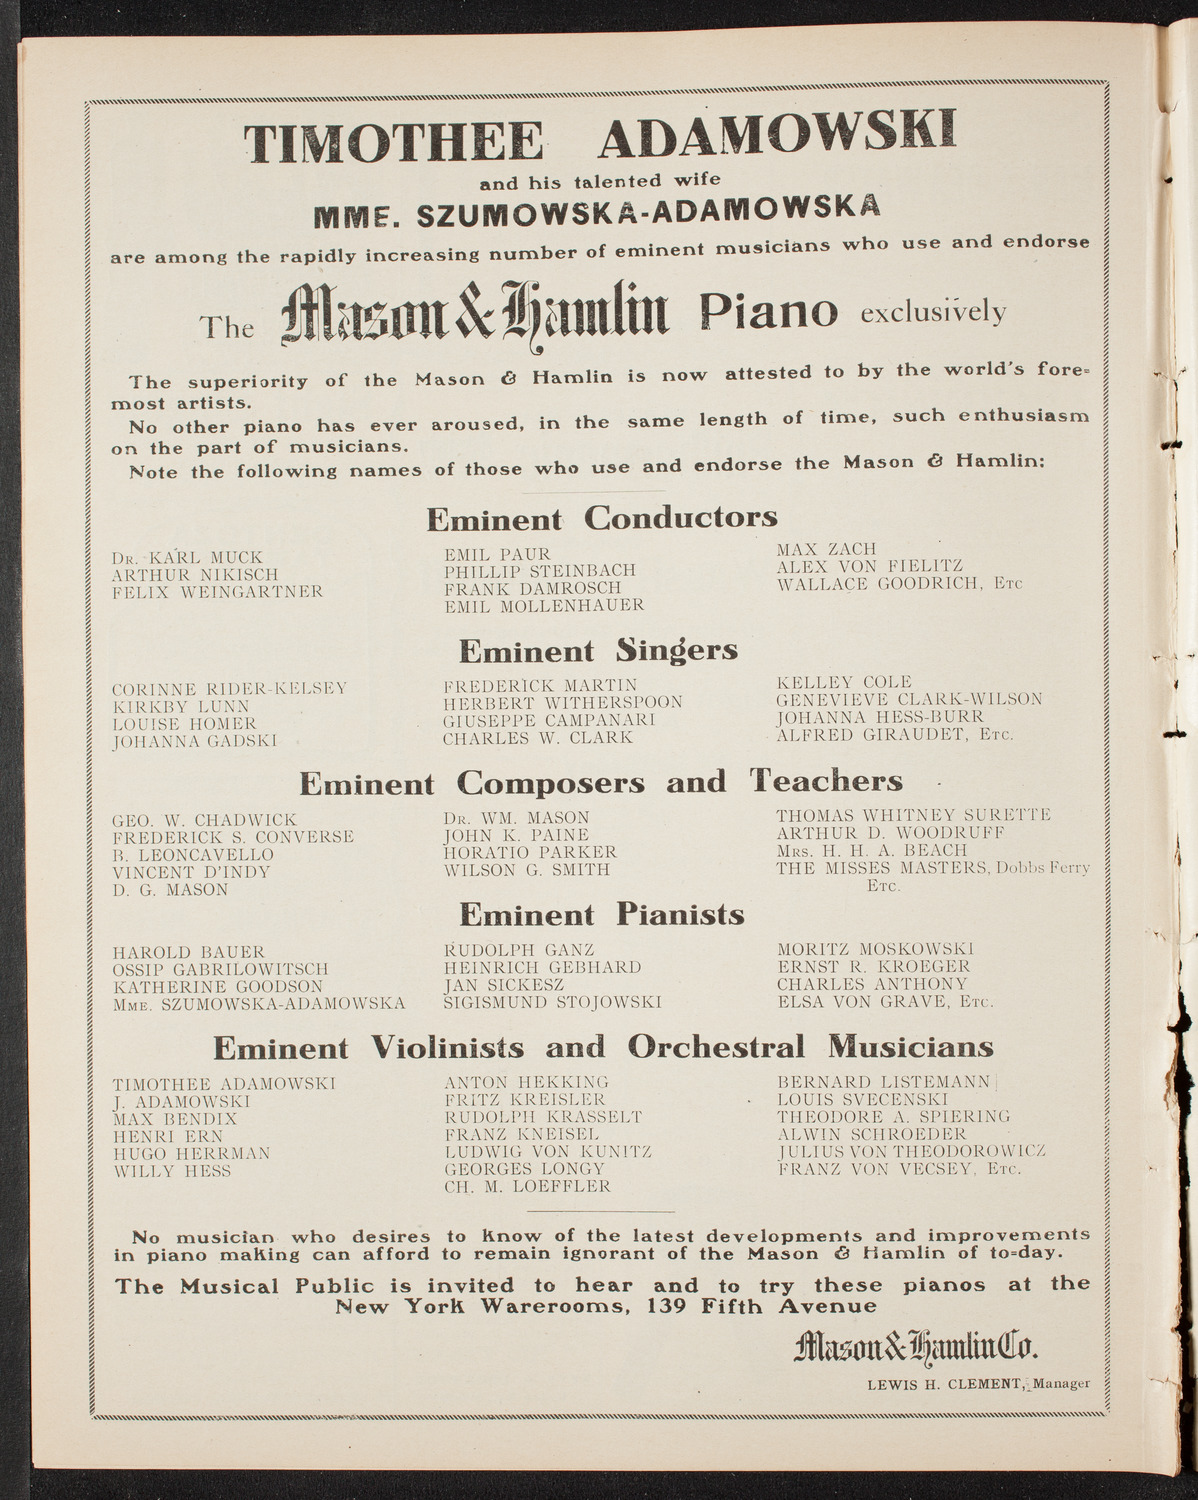 TIMOTHEE ADAMOWSKI
and his talented wife
MME. SZUMOWSKA-ADAMOWSKA
are among the rapidly increasing number of eminent musicians who use and endorse
The Mason & Hamlin Piano exclusively
The superiority of the Mason & Hamlin is now attested to by the world's fore-
most artists.
No other piano has ever aroused, in the same length of time, such enthusiasm
on the part of musicians.
Note the following names of those who use and endorse the Mason & Hamlin:
Eminent Conductors
DR. KARL MUCK
ARTHUR NIKISCH
FELIX WEINGARTNER
EMIL PAUR
PHILLIP STEINBACH
FRANK DAMROSCH
EMIL MOLLENHAUER
MAX ZACH
ALEX VON FIELITZ
WALLACE GOODRICH, ETC
Eminent Singers
CORINNE RIDER-KELSEY
KIRKBY LUNN
LOUISE HOMER
JOHANNA GADSKI
FREDERICK MARTIN
HERBERT WITHERSPOON
GIUSEPPE CAMPANARI
CHARLES W. CLARK
KELLEY COLE
GENEVIEVE CLARK-WILSON
JOHANNA HESS-BURR
ALFRED GIRAUDET, ETC.
Eminent Composers and Teachers
GEO. W. CHADWICK
FREDERICK S. CONVERSE
B. LEONCAVELLO
VINCENT D'INDY
D. G. MASON
DR. WM. MASON
JOHN K. PAINE
HORATIO PARKER
WILSON G. SMITH
THOMAS WHITNEY SURETTE
ARTHUR D. WOODRUFF
MRS. H. H. A. BEACH
THE MISSES MASTERS, Dobbs Ferry
ETC.
Eminent Pianists
HAROLD BAUER
OSSIP GABRILOWITSCH
KATHERINE GOODSON
MME. SZUMOWSKA-ADAMOWSKA
RUDOLPH GANZ
HEINRICH GEBHARD
JAN SICKESZ
SIGISMUND STOJOWSKI
MORITZ MOSKOWSKI
ERNST R. KROEGER
CHARLES ANTHONY
ELSA VON GRAVE, ETC.
Eminent Violinists and Orchestral Musicians
TIMOTHEE ADAMOWSKI
J. ADAMOWSKI
MAX BENDIX
HENRI ERN
HUGO HERRMAN
WILLY HESS
ANTON HEKKING
FRITZ KREISLER
RUDOLPH KRASSELT
FRANZ KNEISEL
LUDWIG VON KUNITZ
GEORGES LONGY
CH. M. LOEFFLER
BERNARD LISTEMANN
LOUIS SVECENSKI
THEODORE A. SPIERING
ALWIN SCHROEDER
JULIUS VON THEODOROWICZ
FRANZ VON VECSEY, ETC.
No musician who desires to know of the latest developments and improvements
in piano making can afford to remain ignorant of the Mason & Hamlin of to-day.
The Musical Public is invited to hear and to try these pianos at the
New York Warerooms, 139 Fifth Avenue
Mason & Hamlin Co.
LEWIS H. CLEMENT, Manager